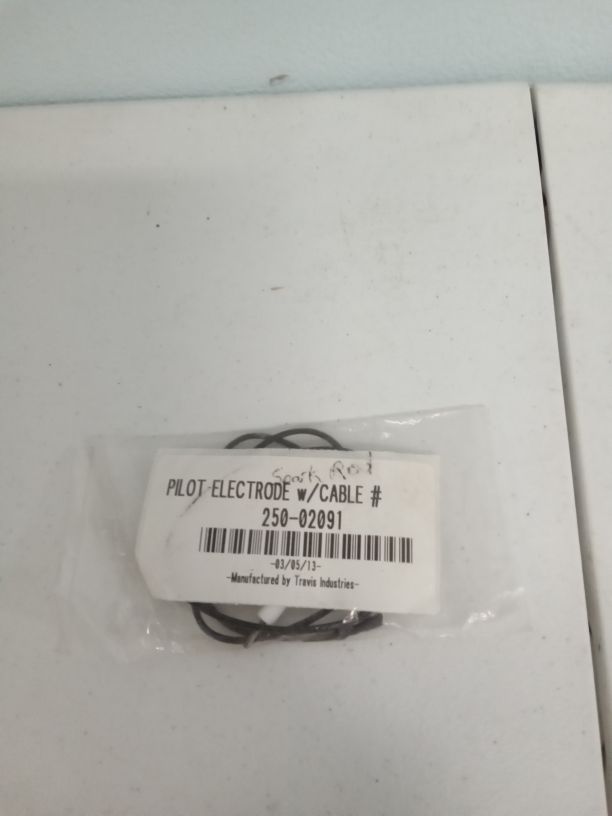 Spark Rod
PILOT ELECTRODE w/CABLE #
250-02091
-03/05/13-
-Manufactured by Travis Industries-